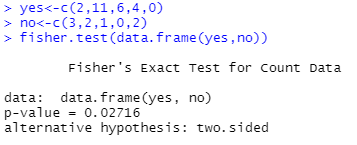 > yes<-c(2,11,6,4,0)
> no<-c(3,2,1,0,2)
> fisher.test(data.frame(yes,no))
Fisher's Exact Test for Count Data
data:  data.frame(yes, no)
p-value = 0.02716
alternative hypothesis: two.sided